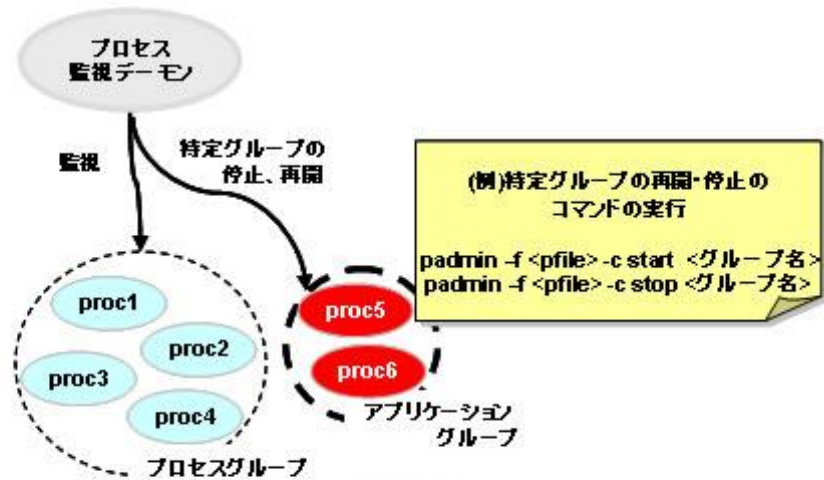 プロセス
監視デーモン
監視
特定グループの
停止、再開
(例)特定グループの再開・停止の
コマンドの実行
padmin -f <pfile> -c start <グループ名>
padmin -f <pfile> -c stop <グループ名>
proc1
proc2
proc3
proc4
プロセスグループ
proc5
proc6
アプリケーション
グループ